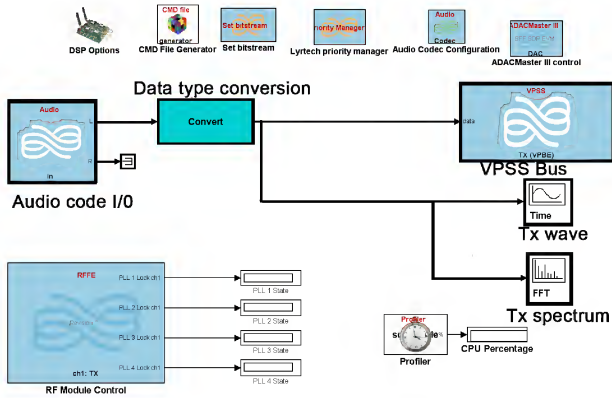 CMD file
generator
Set bitstream
Priority Manager
Audio
Codec
ADACMaster III
DAC
DSP Options
CMD File Generator
Set bitstream
Lyrtech priority manager
Audio Codec Configuration
ADACMaster III control
Data type conversion
Audio
L
R
in
Convert
VPSS
data
TX (VPBE)
VPSS Bus
Audio code I/0
Time
Tx wave
FFT
Tx spectrum
RFFE
PLL 1 Lock ch1
PLL 2 Lock ch1
PLL 3 Lock ch1
PLL 4 Lock ch1
ch1: TX
RF Module Control
PLL 1 State
PLL 2 State
PLL 3 State
PLL 4 State
Profiler
%
Profiler
CPU Percentage